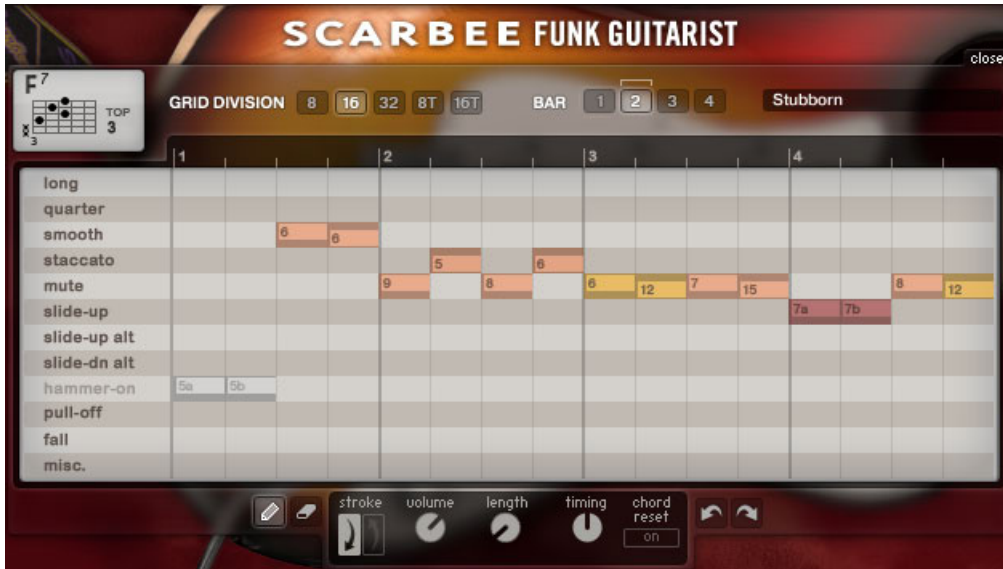 SCARBEE FUNK GUITARIST
close
F7
TOP
3
x
3
GRID DIVISION 8 16 32 8T 16T BAR 1 2 3 4 Stubborn
1 2 3 4
long
quarter
smooth 6 6
staccato 5 6
mute 9 8 6 12 7 15 8 12
slide-up 7a 7b
slide-up alt
slide-dn alt
hammer-on 5a 5b
pull-off
fall
misc.
stroke volume length timing chord reset
on